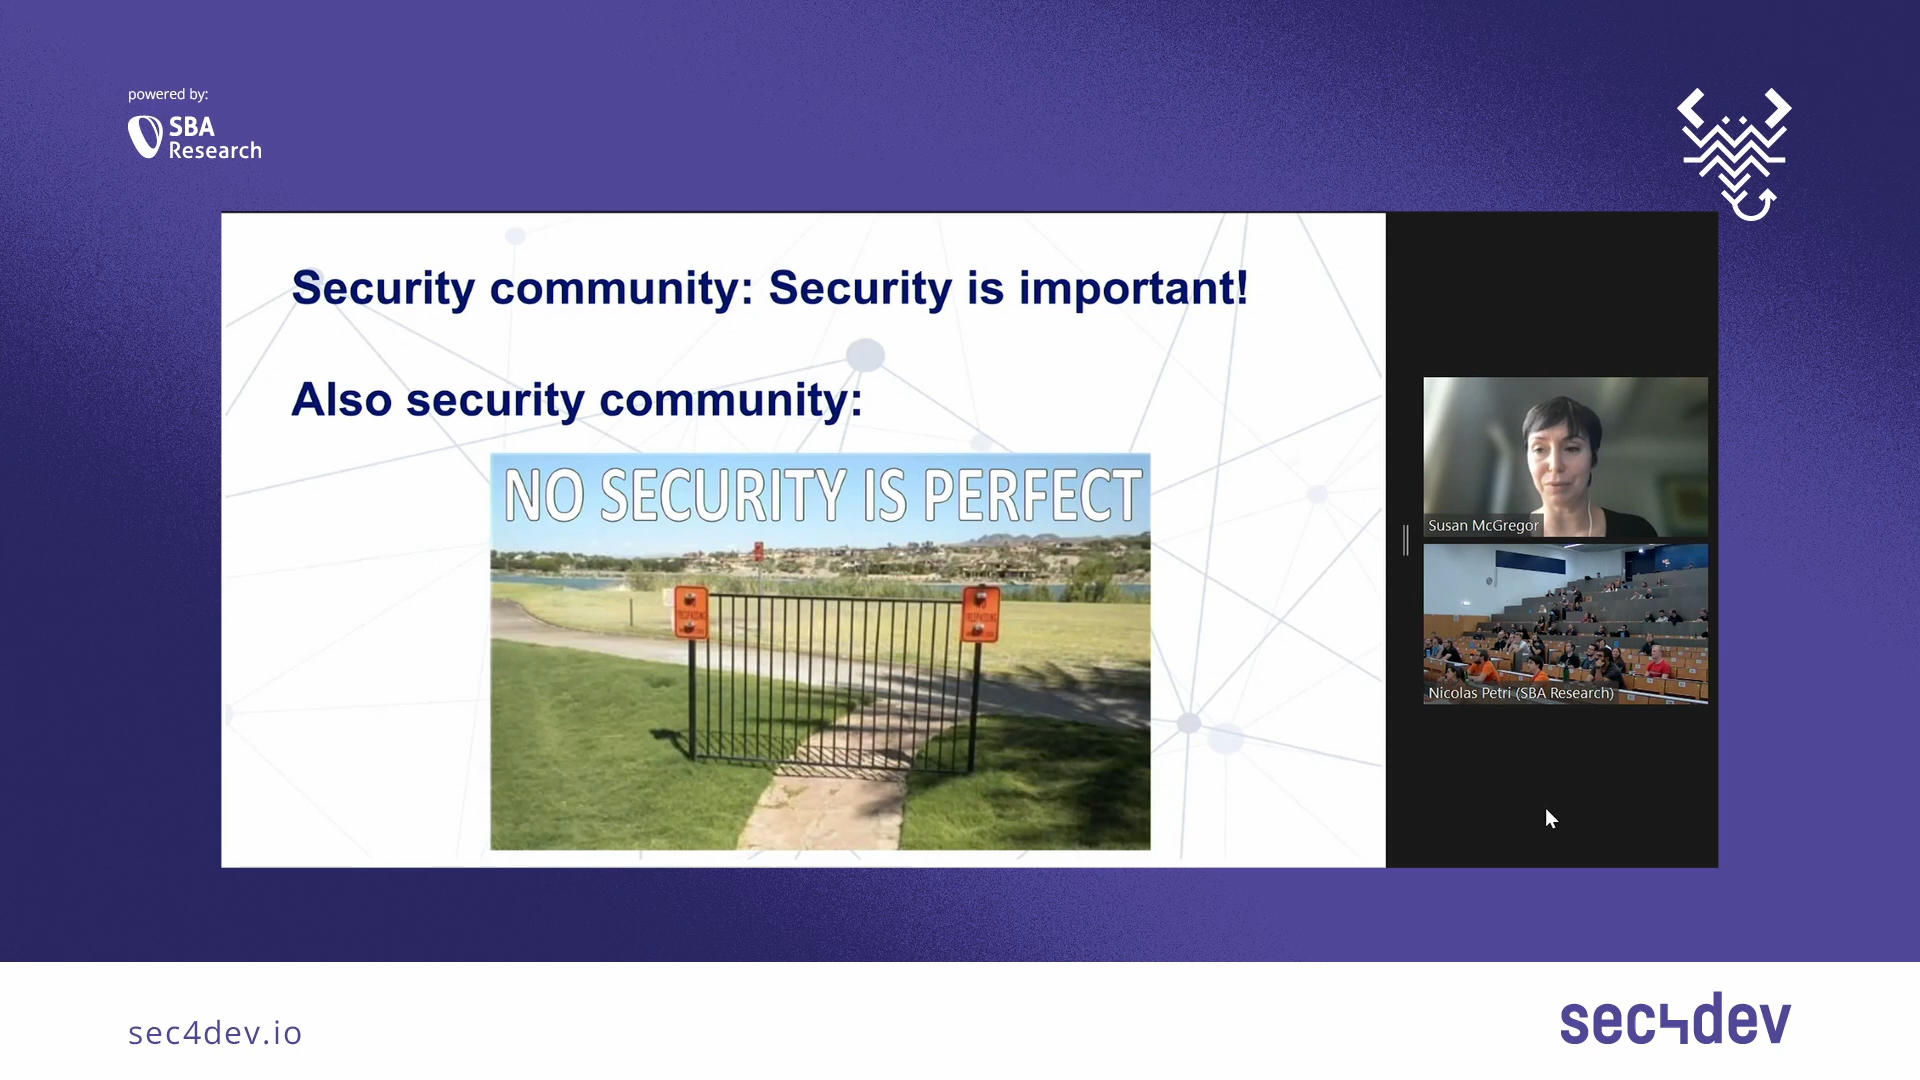 powered by:
SBA
Research
Security community: Security is important!
Also security community:
NO SECURITY IS PERFECT
Susan McGregor
Nicolas Petri (SBA Research)
sec4dev.io
sec4dev